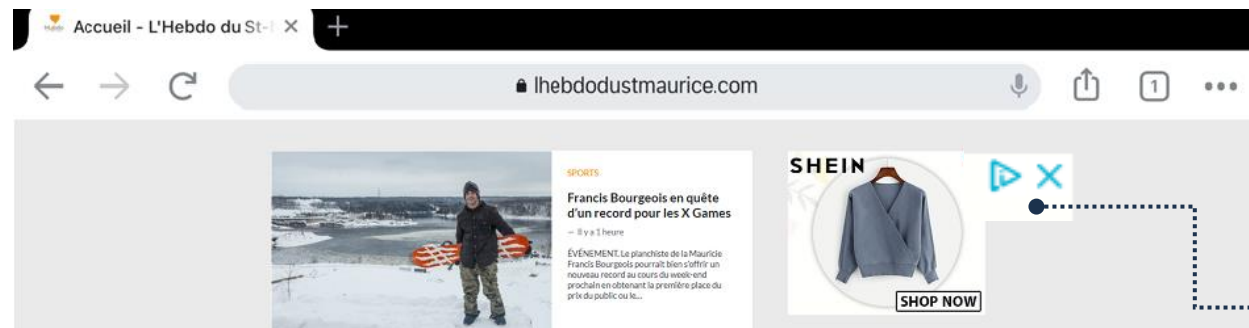 Accueil - L'Hebdo du St-
lhebdodustmaurice.com
1
SPORTS
Francis Bourgeois en quête
d'un record pour les X Games
— Il y a 1 heure
ÉVÉNEMENT. Le planchiste de la Mauricie
Francis Bourgeois pourrait bien s'offrir un
nouveau record au cours du week-end
prochain en obtenant la première place du
prix du public ou le...
SHEIN
SHOP NOW